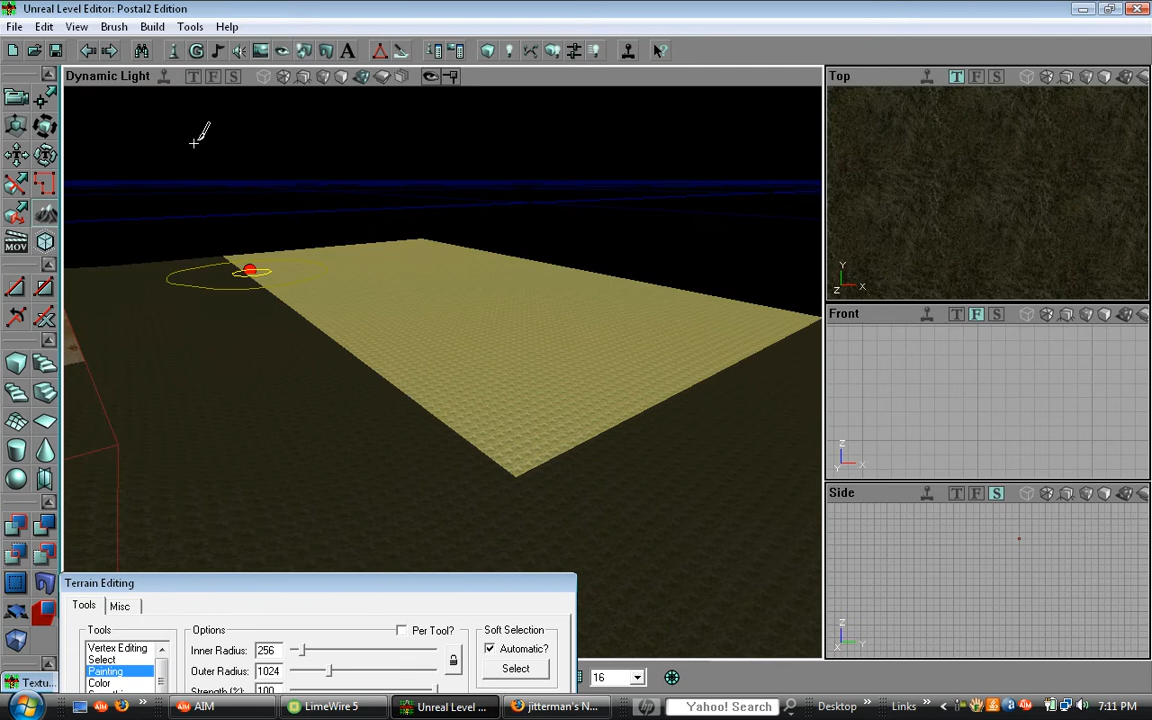 Unreal Level Editor: Postal2 Edition
File Edit View Brush Build Tools Help
A
Dynamic Light T F S
Top T F S
MOV
Y
Z X
Front T F S
Z
Y X
Side T F S
Z
X Y
Terrain Editing
Tools Misc
Tools
Vertex Editing
Select
Painting
Color
Options
Per Tool?
Inner Radius: 256
Outer Radius: 1024
Strength (%): 100
Soft Selection
Automatic?
Select
Textu...
16
AIM LimeWire 5 Unreal Level ... jitterman's N... Yahoo! Search Desktop Links 7:11 PM